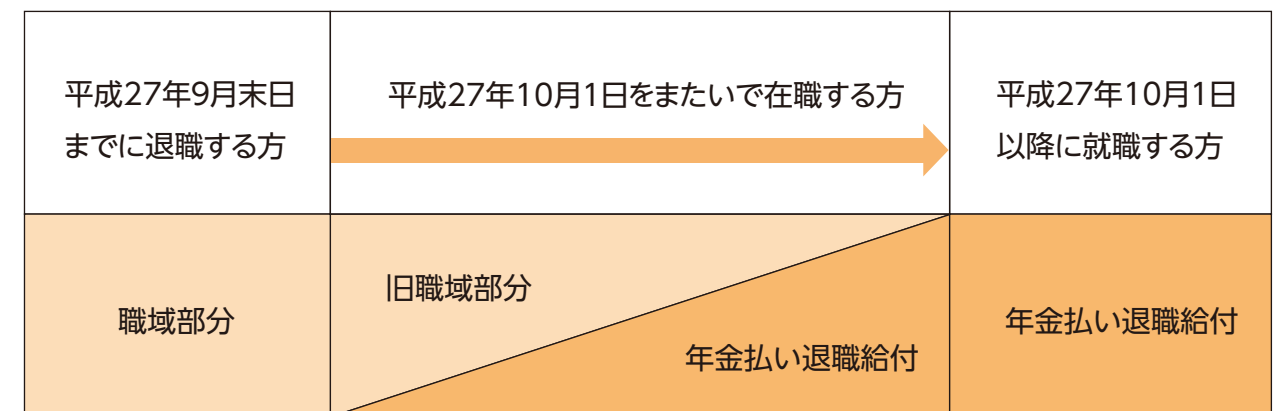 平成27年9月末日
までに退職する方
平成27年10月1日をまたいで在職する方
平成27年10月1日
以降に就職する方
職域部分
旧職域部分
年金払い退職給付
年金払い退職給付